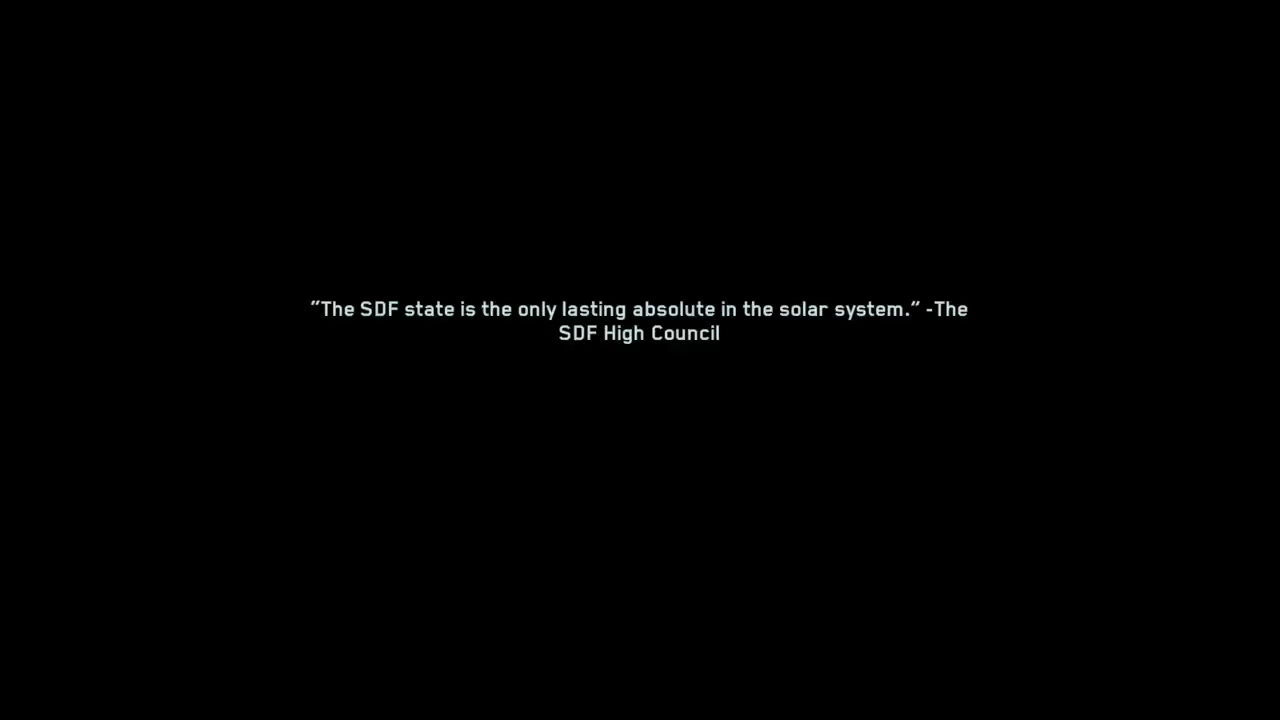 "The SDF state is the only lasting absolute in the solar system." -The
SDF High Council